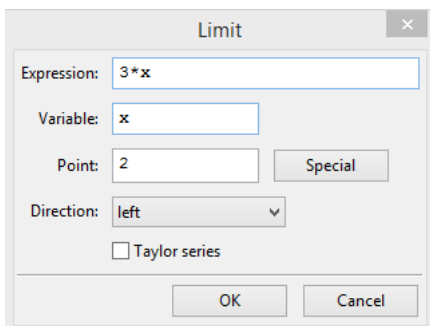 Limit
Expression: 3*x
Variable: x
Point: 2 Special
Direction: left
Taylor series
OK Cancel